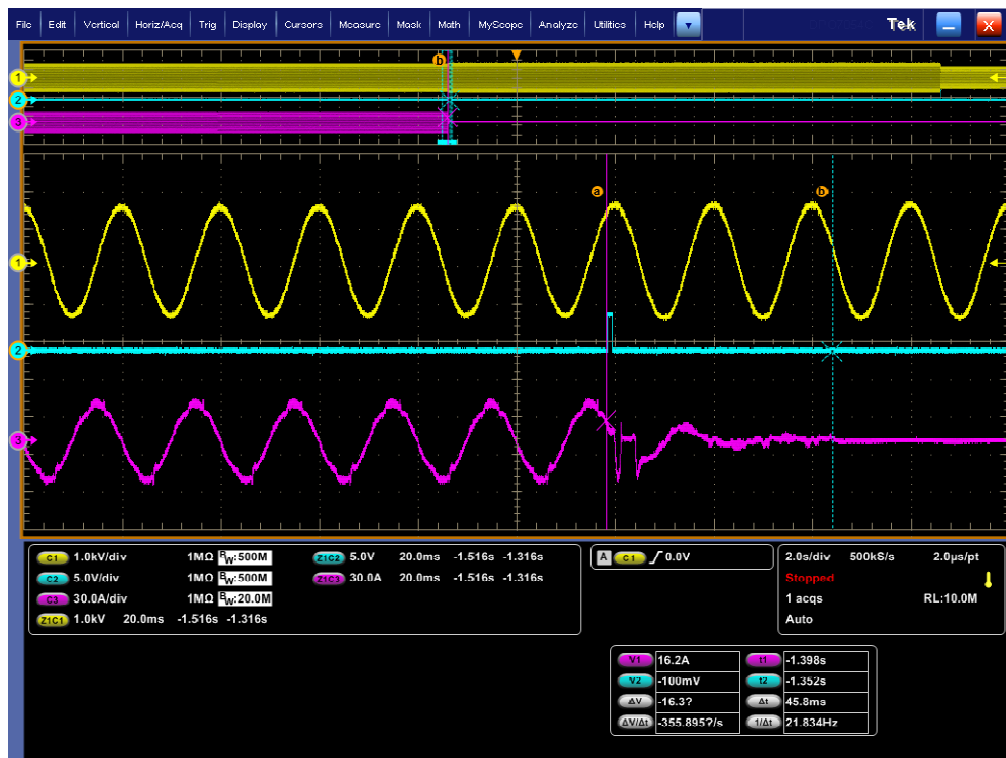 File Edit Vertical Horiz/Acq Trig Display Cursors Measure Mask Math MyScope Analyze Utilities Help Tek X
b
1
2
3
a b
1
2
3
C1 1.0kV/div 1MΩ BW:500M
C2 5.0V/div 1MΩ BW:500M
C3 30.0A/div 1MΩ BW:20.0M
Z1C1 1.0kV 20.0ms -1.516s -1.316s
Z1C2 5.0V 20.0ms -1.516s -1.316s
Z1C3 30.0A 20.0ms -1.516s -1.316s
A C1 0.0V
2.0s/div 500kS/s 2.0µs/pt
Stopped
1 acqs RL:10.0M
Auto
V1 16.2A t1 -1.398s
V2 -100mV t2 -1.352s
ΔV -16.3? Δt 45.8ms
ΔV/Δt -355.895?/s 1/Δt 21.834Hz